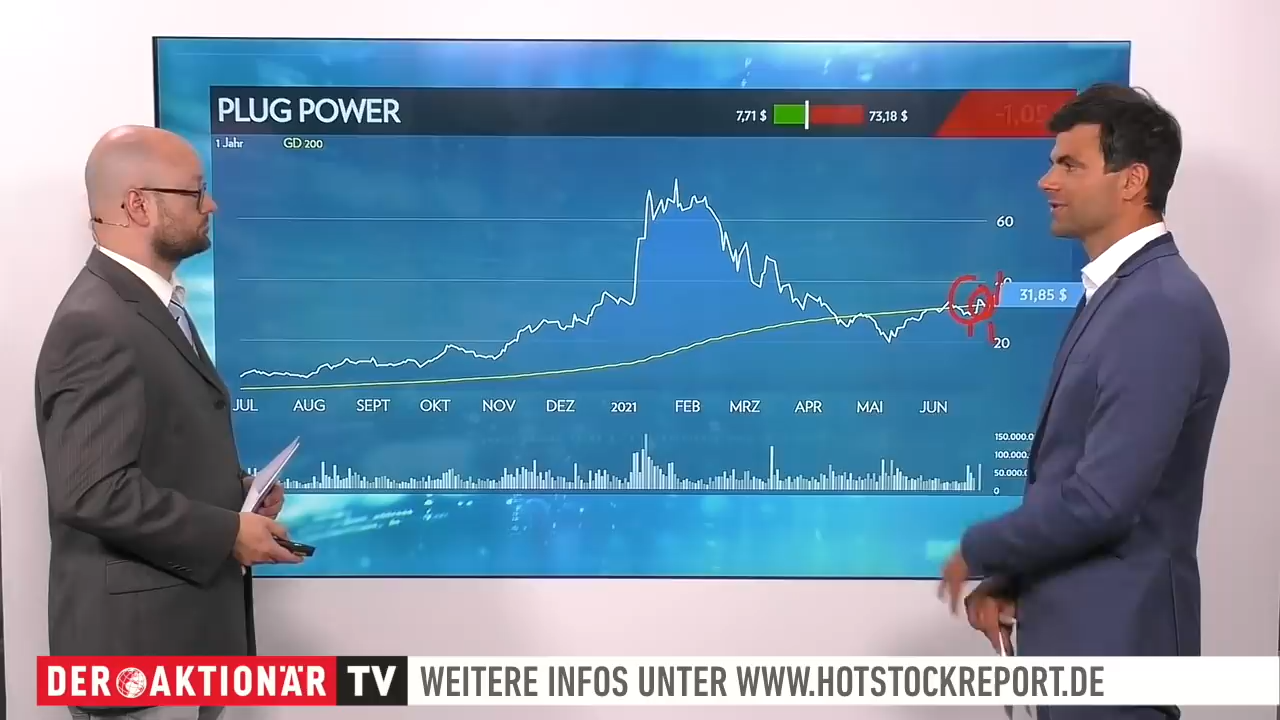 PLUG POWER
7,71 $ 73,18 $ -1,05
1 Jahr GD 200
60
31,85 $
20
JUL AUG SEPT OKT NOV DEZ 2021 FEB MRZ APR MAI JUN
150.000.0
100.000.
50.000.0
0
DER AKTIONÄR TV WEITERE INFOS UNTER WWW.HOTSTOCKREPORT.DE